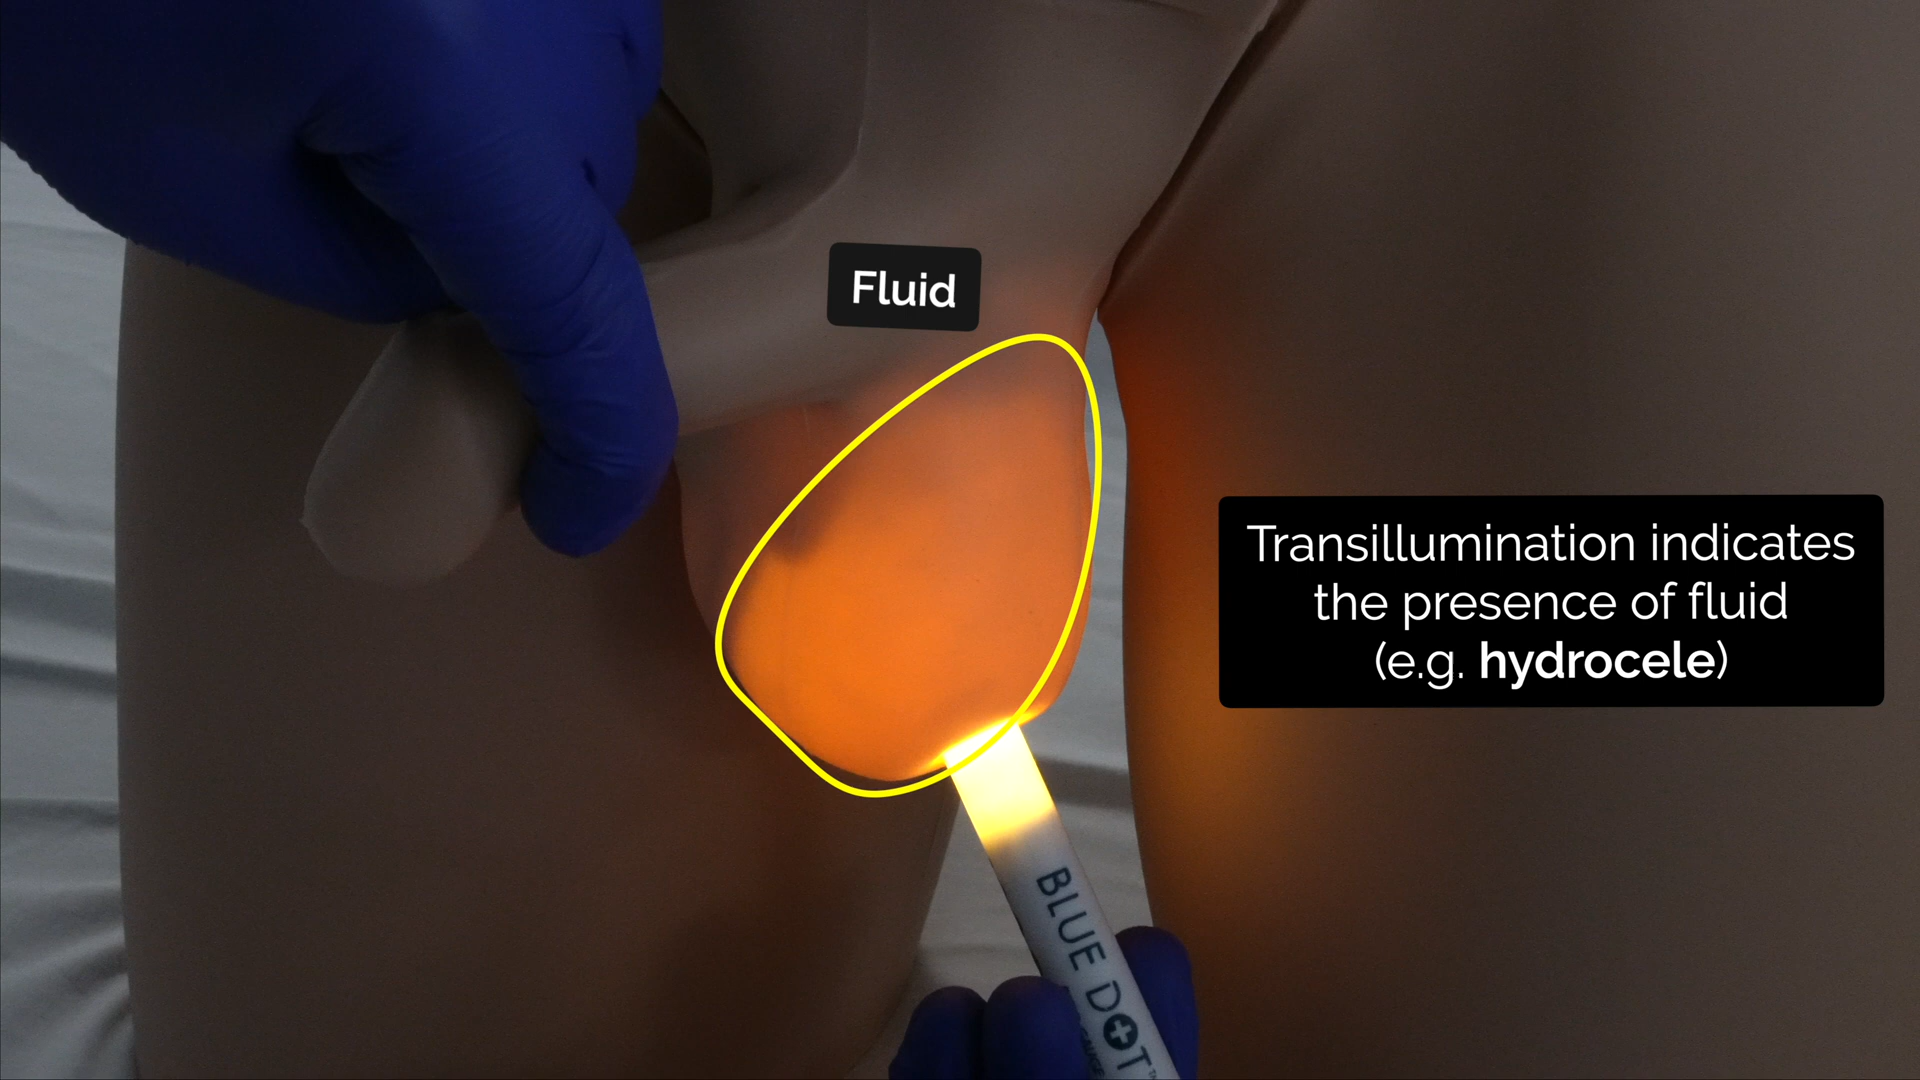 Fluid
Transillumination indicates
the presence of fluid
(e.g. hydrocele)
BLUE DOT